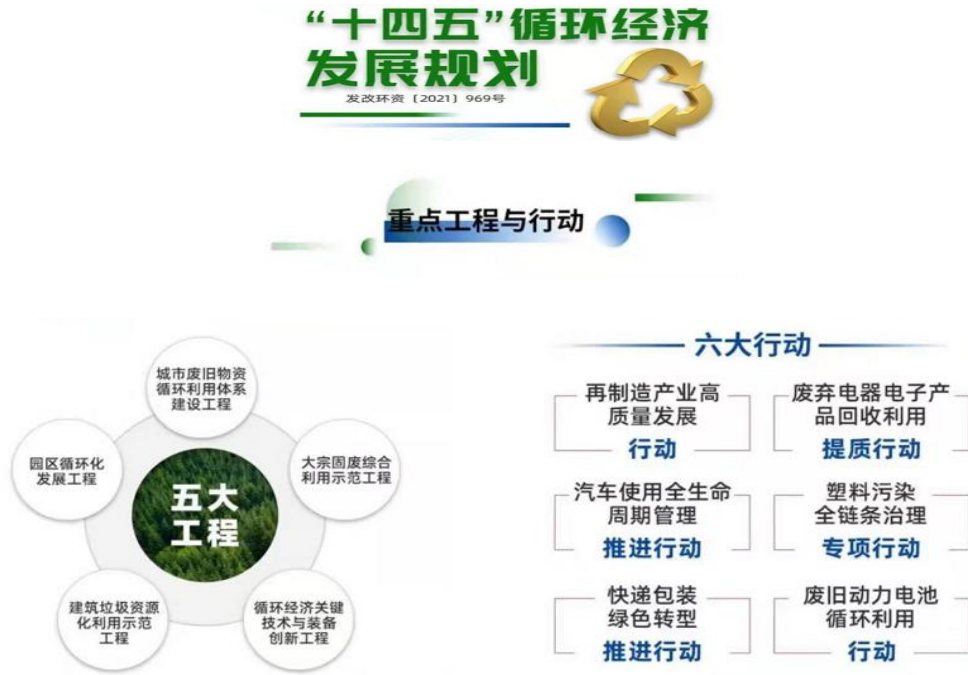 “十四五”循环经济
发展规划
发改环资〔2021〕969号
重点工程与行动
城市废旧物资
循环利用体系
建设工程
园区循环化
发展工程
大宗固废综合
利用示范工程
五大
工程
建筑垃圾资源
化利用示范
工程
循环经济关键
技术与装备
创新工程
六大行动
再制造产业高
质量发展
行动
废弃电器电子产
品回收利用
提质行动
汽车使用全生命
周期管理
推进行动
塑料污染
全链条治理
专项行动
快递包装
绿色转型
推进行动
废旧动力电池
循环利用
行动